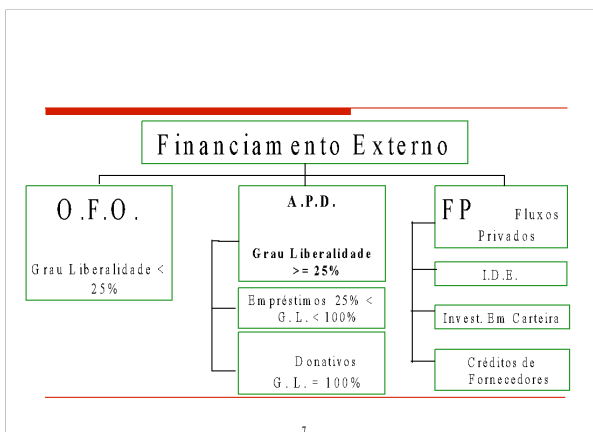 Financiamento Externo
O.F.O.
Grau Liberalidade <
25%
A.P.D.
Grau Liberalidade
>= 25%
Empréstimos 25% <
G.L.< 100%
Donativos
G.L.= 100%
FP Fluxos
Privados
I.D.E.
Invest. Em Carteira
Créditos de
Fornecedores
7